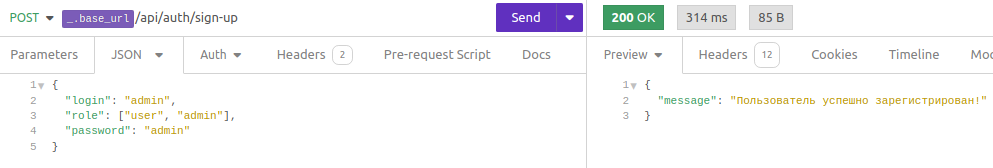 POST _.base_url /api/auth/sign-up Send 200 OK 314 ms 85 B
Parameters JSON Auth Headers 2 Pre-request Script Docs Preview Headers 12 Cookies Timeline Moc
1 {
2 "login": "admin",
3 "role": ["user", "admin"],
4 "password": "admin"
5 }
1 {
2 "message": "Пользователь успешно зарегистрирован!"
3 }